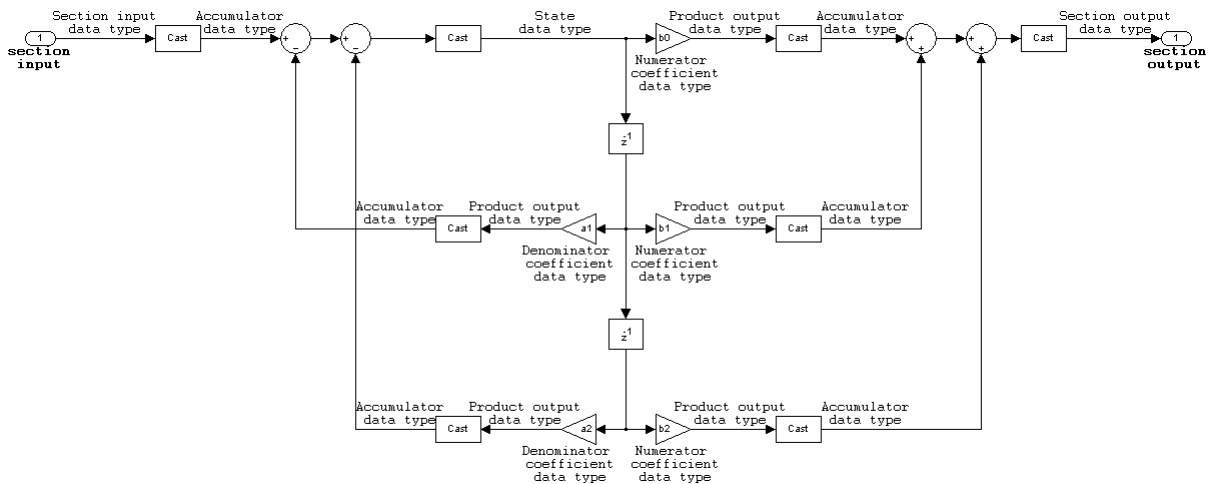 Section input
data type
Accumulator
data type
State
data type
Product output
data type
Accumulator
data type
Section output
data type
1
Cast
+
−
+
−
Cast
b0
Cast
+
+
+
+
Cast
1
section
input
section
output
Numerator
coefficient
data type
z-1
Accumulator
data type
Product output
data type
Product output
data type
Accumulator
data type
Cast
a1
b1
Cast
Denominator
coefficient
data type
Numerator
coefficient
data type
z-1
Accumulator
data type
Product output
data type
Product output
data type
Accumulator
data type
Cast
a2
b2
Cast
Denominator
coefficient
data type
Numerator
coefficient
data type